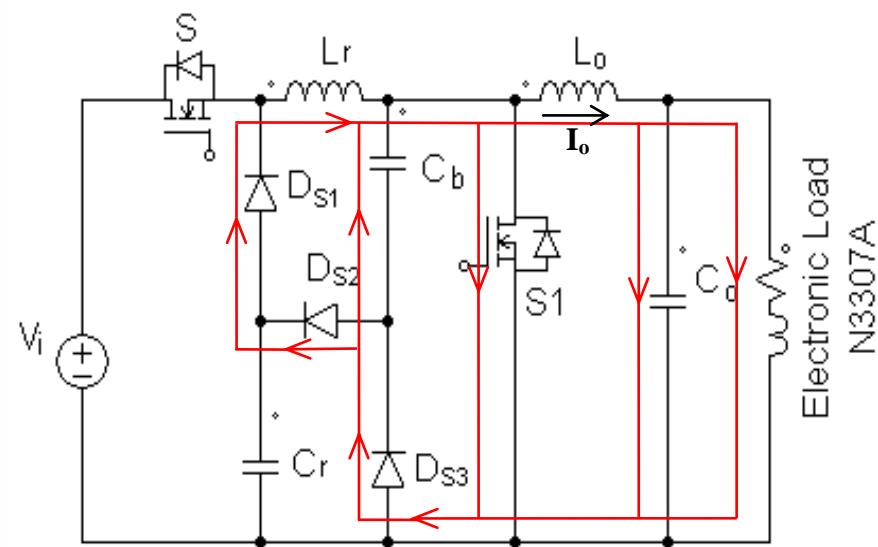 S
Lr
Lo
Io
DS1
Cb
DS2
S1
Co
Vi
Cr
DS3
Electronic Load
N3307A